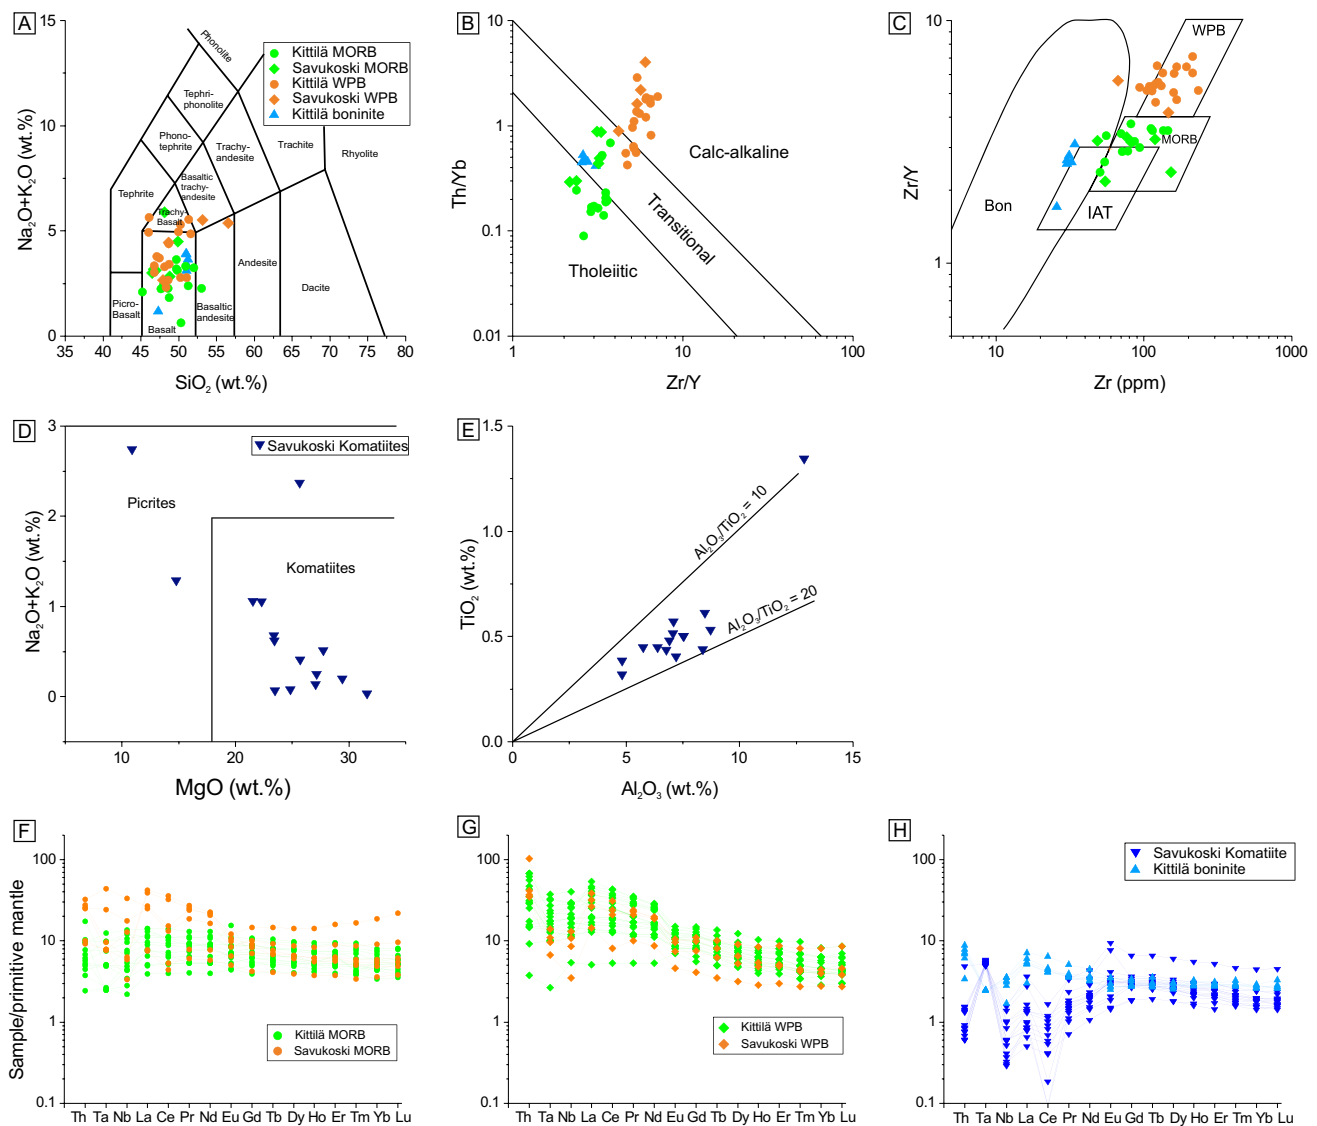 A
15
10
5
0
35 40 45 50 55 60 65 70 75 80
Na2O+K2O (wt.%)
SiO2 (wt.%)
Kittilä MORB
Savukoski MORB
Kittilä WPB
Savukoski WPB
Kittilä boninite
Phonolite
Tephri-
phonolite
Phono-
tephrite
Trachy-
andesite
Trachite
Rhyolite
Tephrite
Basaltic
trachy-
andesite
Trachy-
Basalt
Andesite
Dacite
Picro-
Basalt
Basalt
Basaltic
andesite
B
10
1
0.1
0.01
1 10 100
Th/Yb
Zr/Y
Calc-alkaline
Transitional
Tholeiitic
C
10
1
10 100 1000
Zr/Y
Zr (ppm)
WPB
MORB
Bon
IAT
D
3
2
1
0
10 20 30
Na2O+K2O (wt.%)
MgO (wt.%)
Savukoski Komatiites
Picrites
Komatiites
E
1.5
1.0
0.5
0.0
0 5 10 15
TiO2 (wt.%)
Al2O3 (wt.%)
Al2O3/TiO2 = 10
Al2O3/TiO2 = 20
F
100
10
1
0.1
Sample/primitive mantle
Kittilä MORB
Savukoski MORB
Th Ta Nb La Ce Pr Nd Eu Gd Tb Dy Ho Er Tm Yb Lu
G
100
10
1
0.1
Kittilä WPB
Savukoski WPB
Th Ta Nb La Ce Pr Nd Eu Gd Tb Dy Ho Er Tm Yb Lu
H
100
10
1
0.1
Savukoski Komatiite
Kittilä boninite
Th Ta Nb La Ce Pr Nd Eu Gd Tb Dy Ho Er Tm Yb Lu